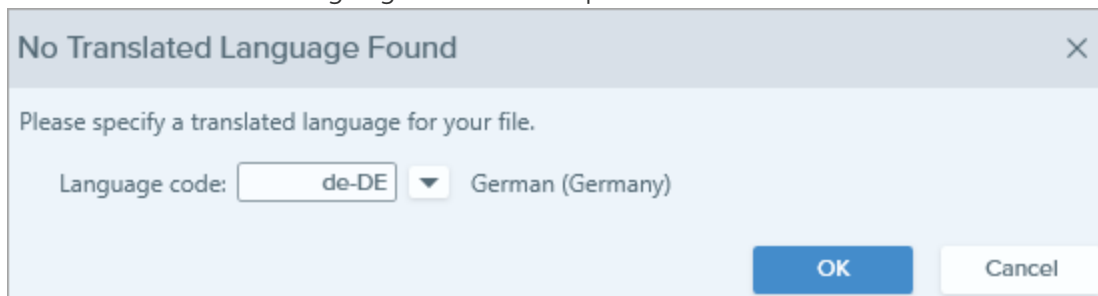 No Translated Language Found
Please specify a translated language for your file.
Language code: de-DE German (Germany)
OK Cancel